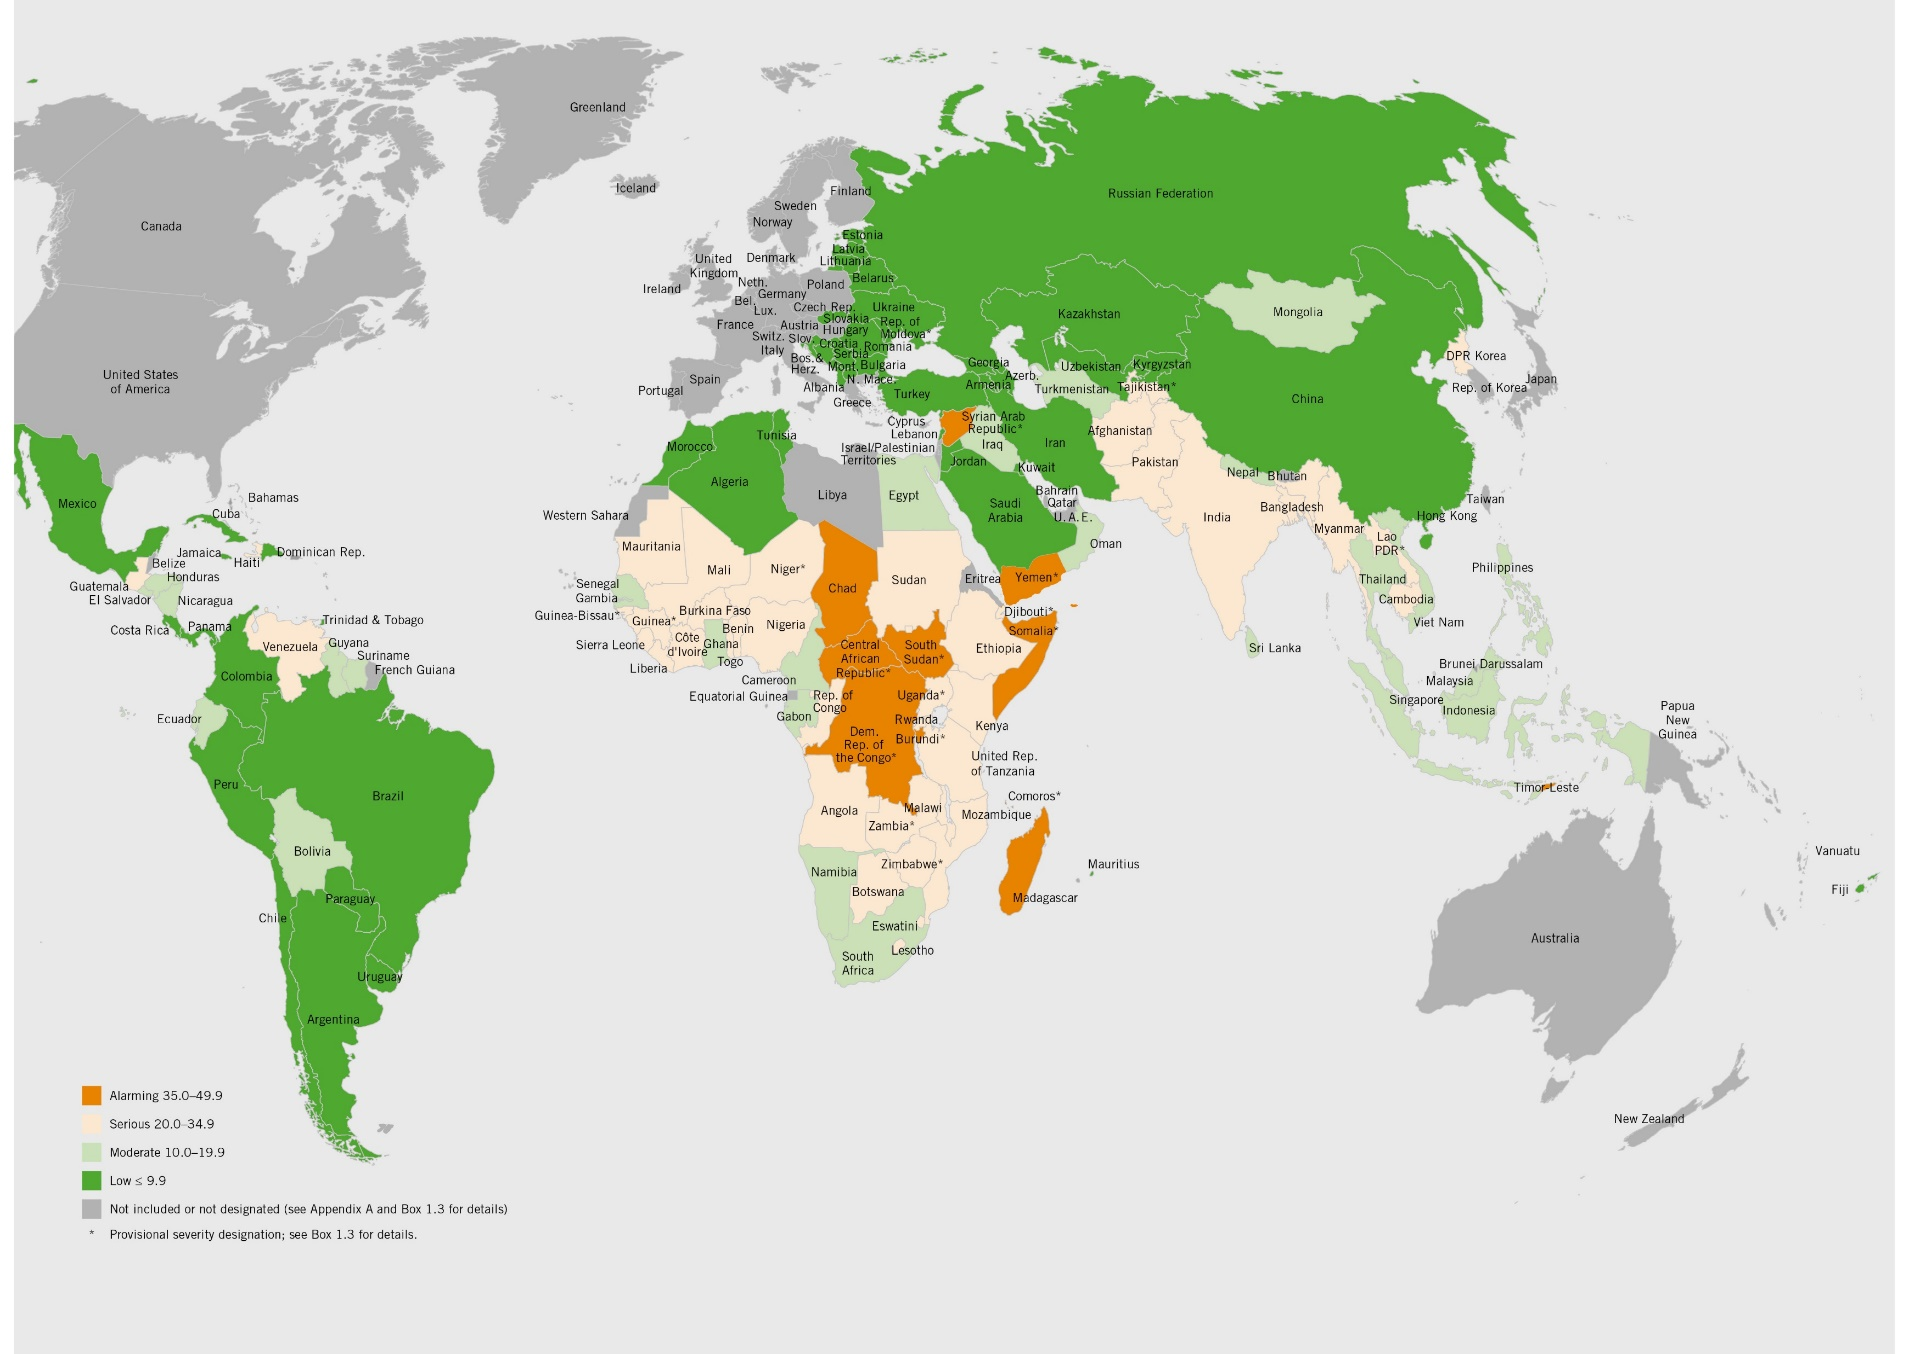 Greenland
Iceland
Finland
Sweden
Norway
Russian Federation
Canada
Estonia
Latvia
Lithuania
United
Kingdom
Denmark
Belarus
Ireland
Neth.
Poland
Germany
Bel.
Lux.
Czech Rep.
Ukraine
Kazakhstan
Mongolia
France
Austria
Slovakia
Hungary
Rep. of
Moldova*
Switz.
Slov.
Croatia
Romania
Italy
Bos.&
Herz.
Serbia
Mont.
Bulgaria
Georgia
Azerb.
Uzbekistan
Kyrgyzstan
DPR Korea
United States
of America
Portugal
Spain
Albania
N. Mace.
Greece
Turkey
Armenia
Turkmenistan
Tajikistan*
China
Rep. of Korea
Japan
Cyprus
Lebanon
Syrian Arab
Republic*
Afghanistan
Morocco
Tunisia
Israel/Palestinian
Territories
Iraq
Iran
Jordan
Kuwait
Pakistan
Algeria
Libya
Egypt
Saudi
Arabia
Bahrain
Qatar
U.A.E.
Nepal
Bhutan
Mexico
Bahamas
Cuba
Western Sahara
India
Bangladesh
Taiwan
Hong Kong
Myanmar
Lao
PDR*
Oman
Jamaica
Haiti
Dominican Rep.
Belize
Honduras
Guatemala
El Salvador
Nicaragua
Mauritania
Mali
Niger*
Chad
Sudan
Eritrea
Yemen*
Thailand
Philippines
Cambodia
Viet Nam
Senegal
Gambia
Guinea-Bissau*
Guinea*
Burkina Faso
Benin
Nigeria
Djibouti*
Somalia*
Costa Rica
Panama
Trinidad & Tobago
Venezuela
Guyana
Suriname
French Guiana
Colombia
Sierra Leone
Liberia
Côte
d'Ivoire
Ghana
Togo
Central
African
Republic*
South
Sudan*
Ethiopia
Sri Lanka
Brunei Darussalam
Malaysia
Singapore
Indonesia
Cameroon
Equatorial Guinea
Gabon
Rep. of
Congo
Uganda*
Rwanda
Burundi*
Kenya
Ecuador
Papua
New
Guinea
Dem.
Rep. of
the Congo*
United Rep.
of Tanzania
Peru
Brazil
Angola
Malawi
Zambia*
Comoros*
Mozambique
Timor-Leste
Bolivia
Namibia
Zimbabwe*
Botswana
Mauritius
Madagascar
Vanuatu
Fiji
Paraguay
Chile
Eswatini
Lesotho
South
Africa
Australia
Uruguay
Argentina
New Zealand
Alarming 35.0–49.9
Serious 20.0–34.9
Moderate 10.0–19.9
Low ≤ 9.9
Not included or not designated (see Appendix A and Box 1.3 for details)
* Provisional severity designation; see Box 1.3 for details.